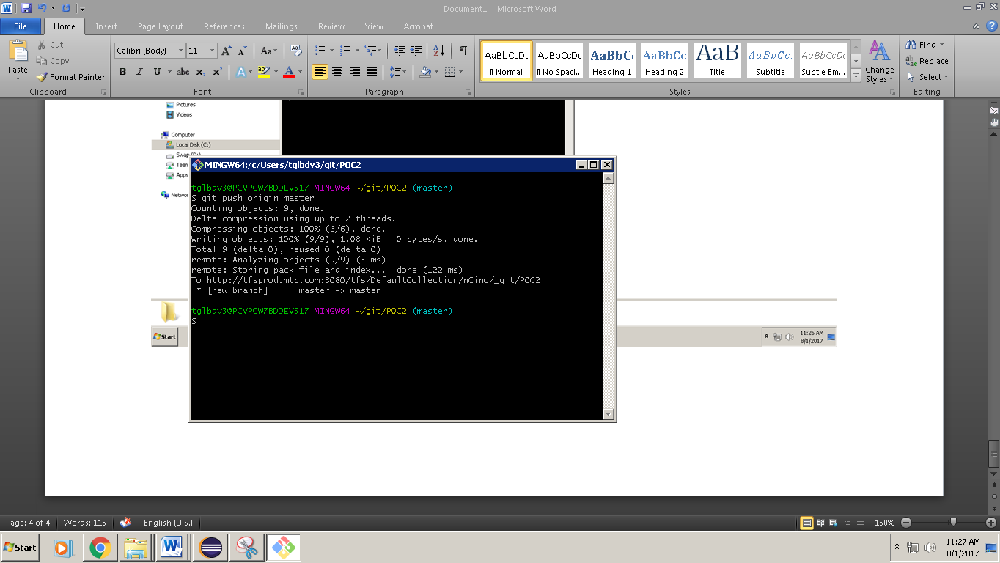 Document1 - Microsoft Word
File Home Insert Page Layout References Mailings Review View Acrobat
Paste
Cut
Copy
Format Painter
Clipboard
Calibri (Body) 11
Font
Paragraph
AaBbCcDc AaBbCcDc AaBbCc AaBbCc AaB AaBbCc. AaBbCcDc
¶ Normal ¶ No Spaci... Heading 1 Heading 2 Title Subtitle Subtle Em...
Change Styles
Styles
Find
Replace
Select
Editing
Pictures
Videos
Computer
Local Disk (C:)
Swap (D:)
Team
Apps
Netwo
MINGW64:/c/Users/tglbdv3/git/POC2
tglbdv3@PCVPCW7BDDEV517 MINGW64 ~/git/POC2 (master)
$ git push origin master
Counting objects: 9, done.
Delta compression using up to 2 threads.
Compressing objects: 100% (6/6), done.
Writing objects: 100% (9/9), 1.08 KiB | 0 bytes/s, done.
Total 9 (delta 0), reused 0 (delta 0)
remote: Analyzing objects (9/9) (3 ms)
remote: Storing pack file and index...  done (122 ms)
To http://tfsprod.mtb.com:8080/tfs/DefaultCollection/nCino/_git/POC2
 * [new branch]      master -> master
tglbdv3@PCVPCW7BDDEV517 MINGW64 ~/git/POC2 (master)
$
Start
11:26 AM
8/1/2017
Page: 4 of 4 Words: 115 English (U.S.) 150%
Start
11:27 AM
8/1/2017